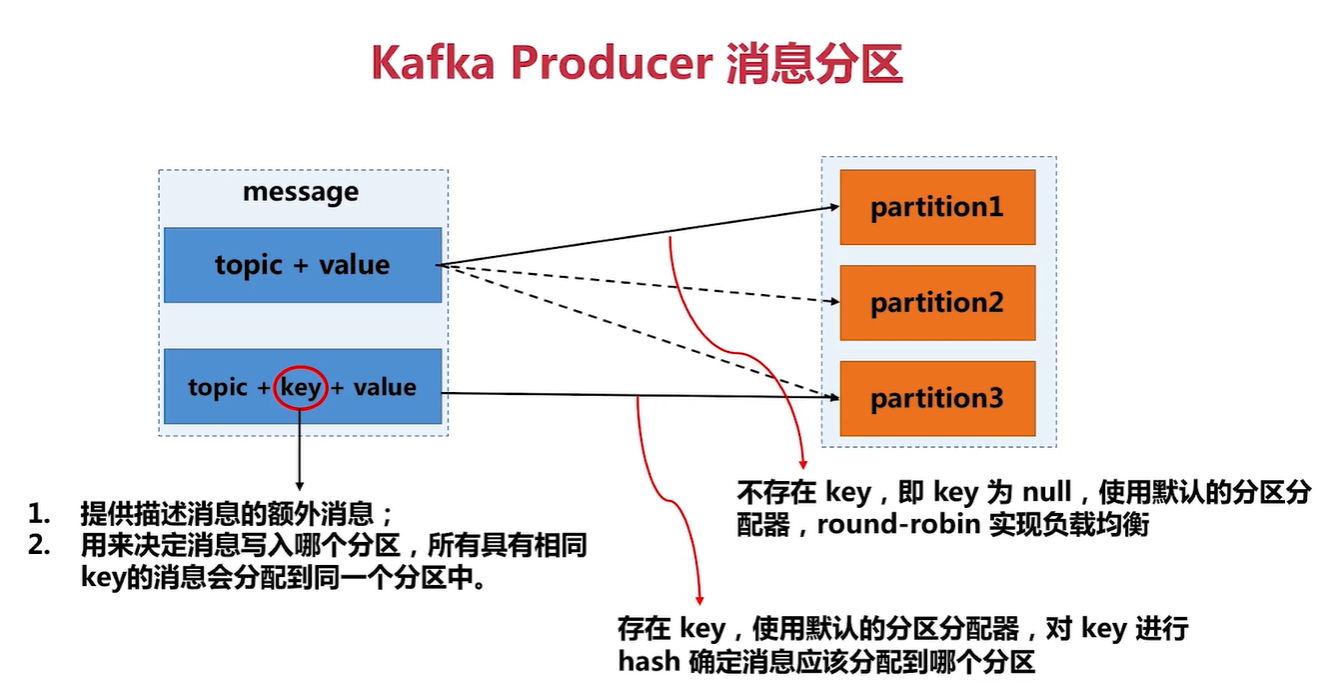 Kafka Producer 消息分区
message
topic + value
topic + key + value
partition1
partition2
partition3
1. 提供描述消息的额外消息；
2. 用来决定消息写入哪个分区，所有具有相同
key的消息会分配到同一个分区中。
不存在 key，即 key 为 null，使用默认的分区分
配器，round-robin 实现负载均衡
存在 key，使用默认的分区分配器，对 key 进行
hash 确定消息应该分配到哪个分区